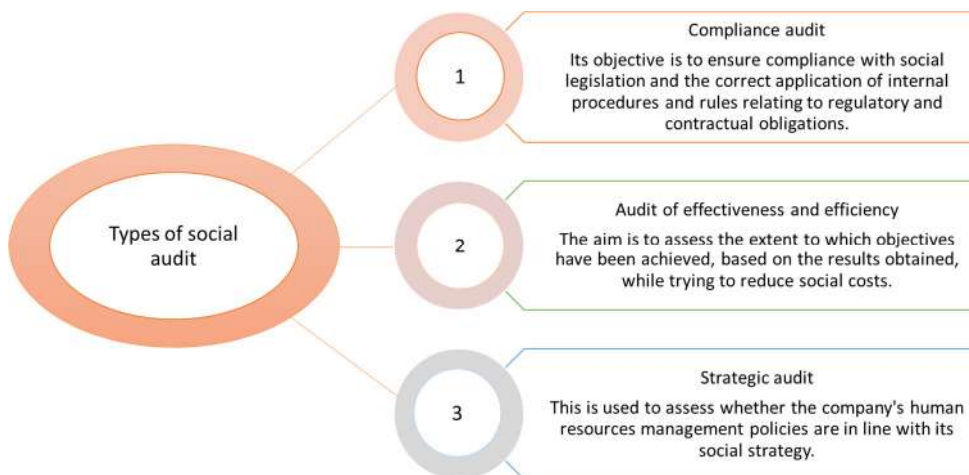 Types of social
audit
1
Compliance audit
Its objective is to ensure compliance with social
legislation and the correct application of internal
procedures and rules relating to regulatory and
contractual obligations.
2
Audit of effectiveness and efficiency
The aim is to assess the extent to which objectives
have been achieved, based on the results obtained,
while trying to reduce social costs.
3
Strategic audit
This is used to assess whether the company's human
resources management policies are in line with its
social strategy.